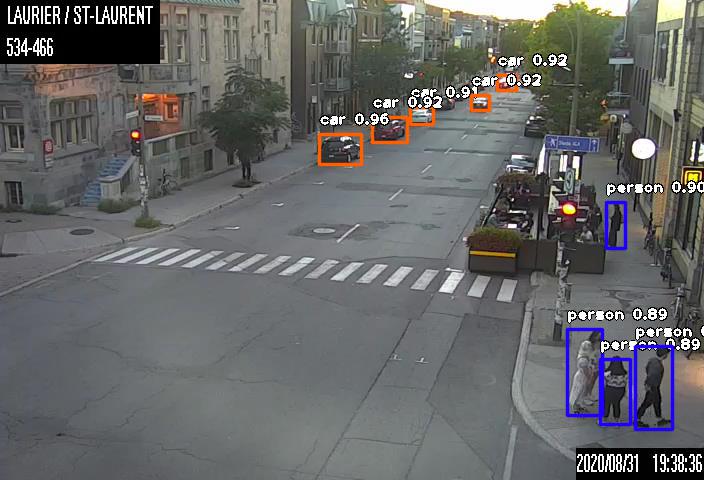 LAURIER / ST-LAURENT
534-466
car 0.92
car 0.92
car 0.91
car 0.92
car 0.96
person 0.90
person 0.89
person 0.89
2020/08/31 19:38:36